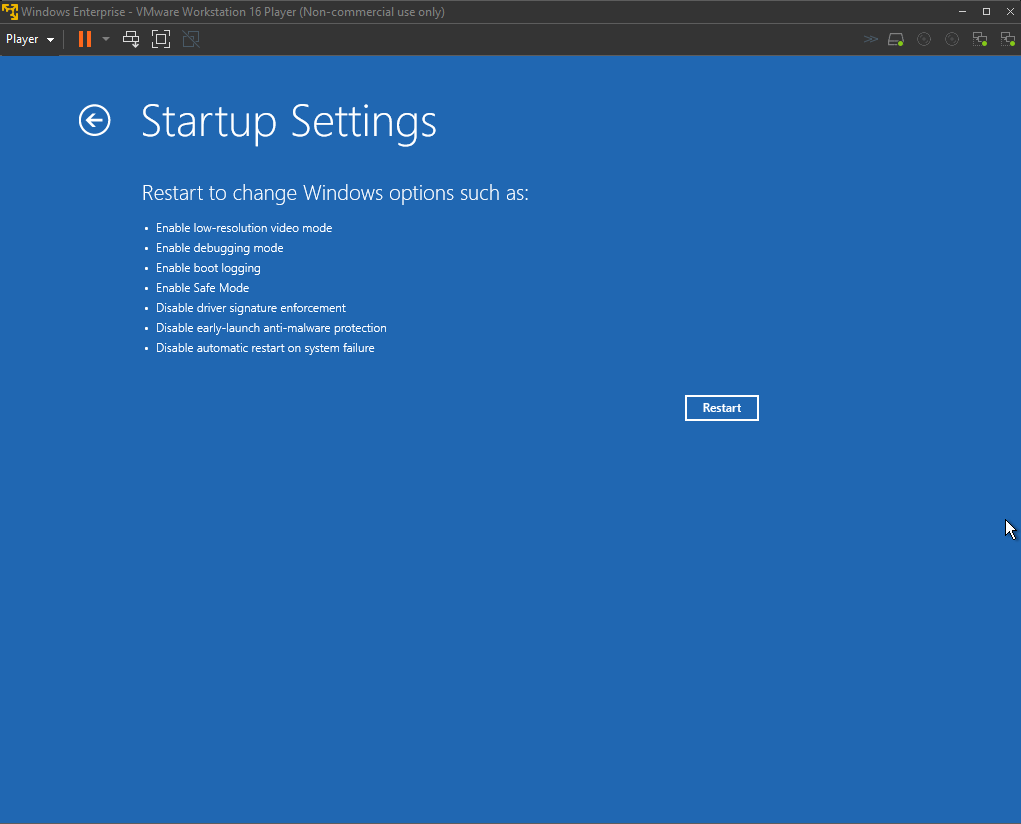 Windows Enterprise - VMware Workstation 16 Player (Non-commercial use only)
Player
Startup Settings
Restart to change Windows options such as:
• Enable low-resolution video mode
• Enable debugging mode
• Enable boot logging
• Enable Safe Mode
• Disable driver signature enforcement
• Disable early-launch anti-malware protection
• Disable automatic restart on system failure
Restart